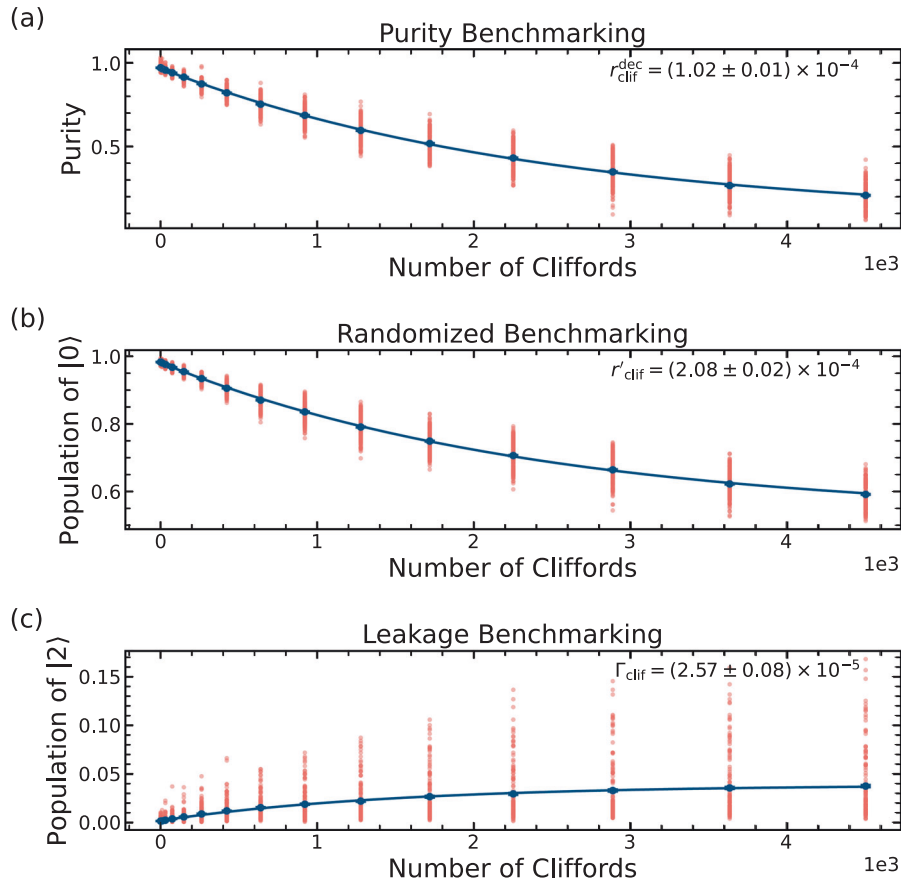 (a)
Purity Benchmarking
r_clif^dec = (1.02 ± 0.01) × 10⁻⁴
1.0
0.5
Purity
0 1 2 3 4
Number of Cliffords
1e3
(b)
Randomized Benchmarking
r′_clif = (2.08 ± 0.02) × 10⁻⁴
1.0
0.8
0.6
Population of |0⟩
0 1 2 3 4
Number of Cliffords
1e3
(c)
Leakage Benchmarking
Γ_clif = (2.57 ± 0.08) × 10⁻⁵
0.15
0.10
0.05
0.00
Population of |2⟩
0 1 2 3 4
Number of Cliffords
1e3